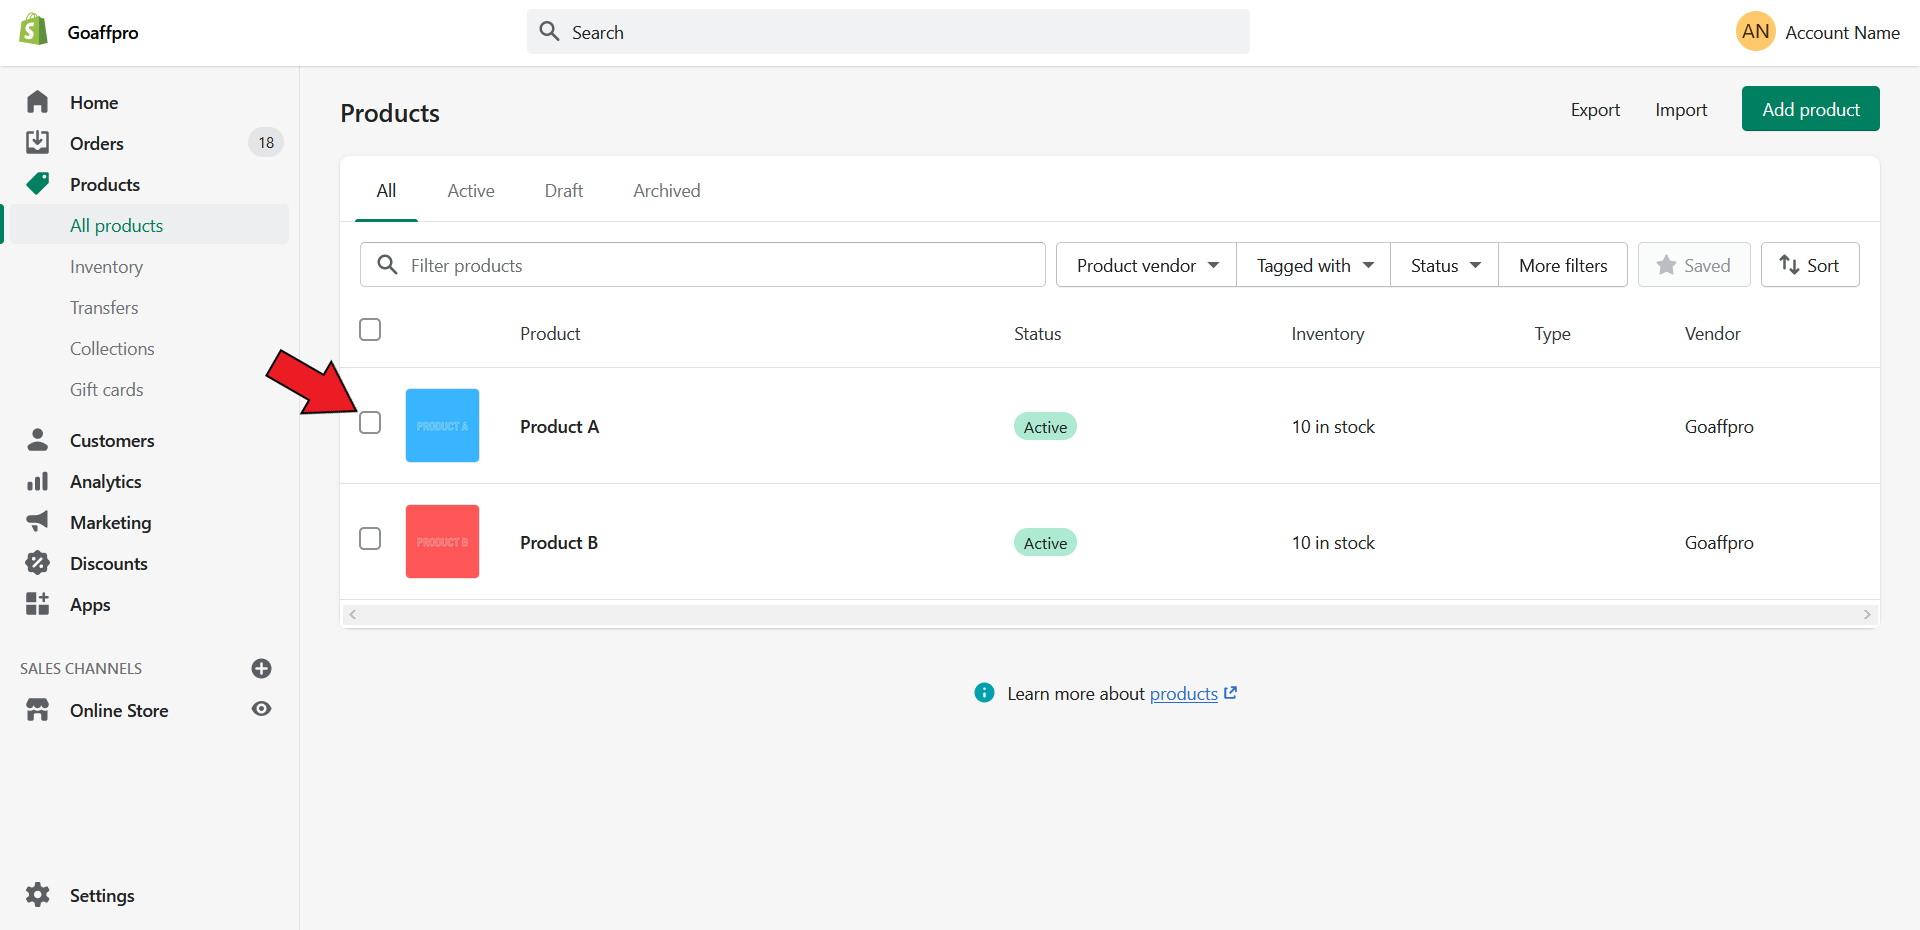 Goaffpro
Search
AN Account Name
Home
Orders 18
Products
All products
Inventory
Transfers
Collections
Gift cards
Customers
Analytics
Marketing
Discounts
Apps
SALES CHANNELS
Online Store
Settings
Products
Export Import Add product
All Active Draft Archived
Filter products Product vendor Tagged with Status More filters Saved Sort
Product Status Inventory Type Vendor
PRODUCT A Product A Active 10 in stock Goaffpro
PRODUCT B Product B Active 10 in stock Goaffpro
Learn more about products